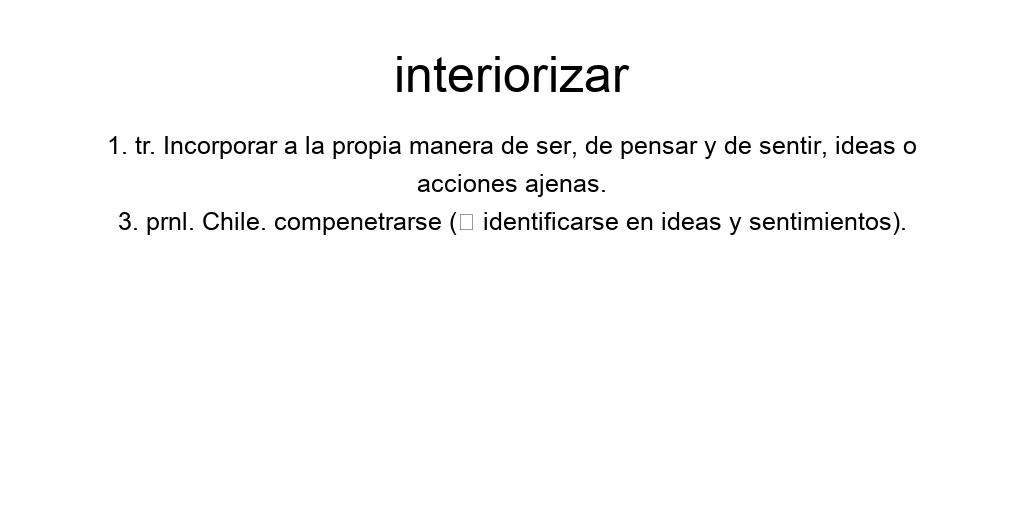 interiorizar
1. tr. Incorporar a la propia manera de ser, de pensar y de sentir, ideas o
acciones ajenas.
3. prnl. Chile. compenetrarse (□ identificarse en ideas y sentimientos).